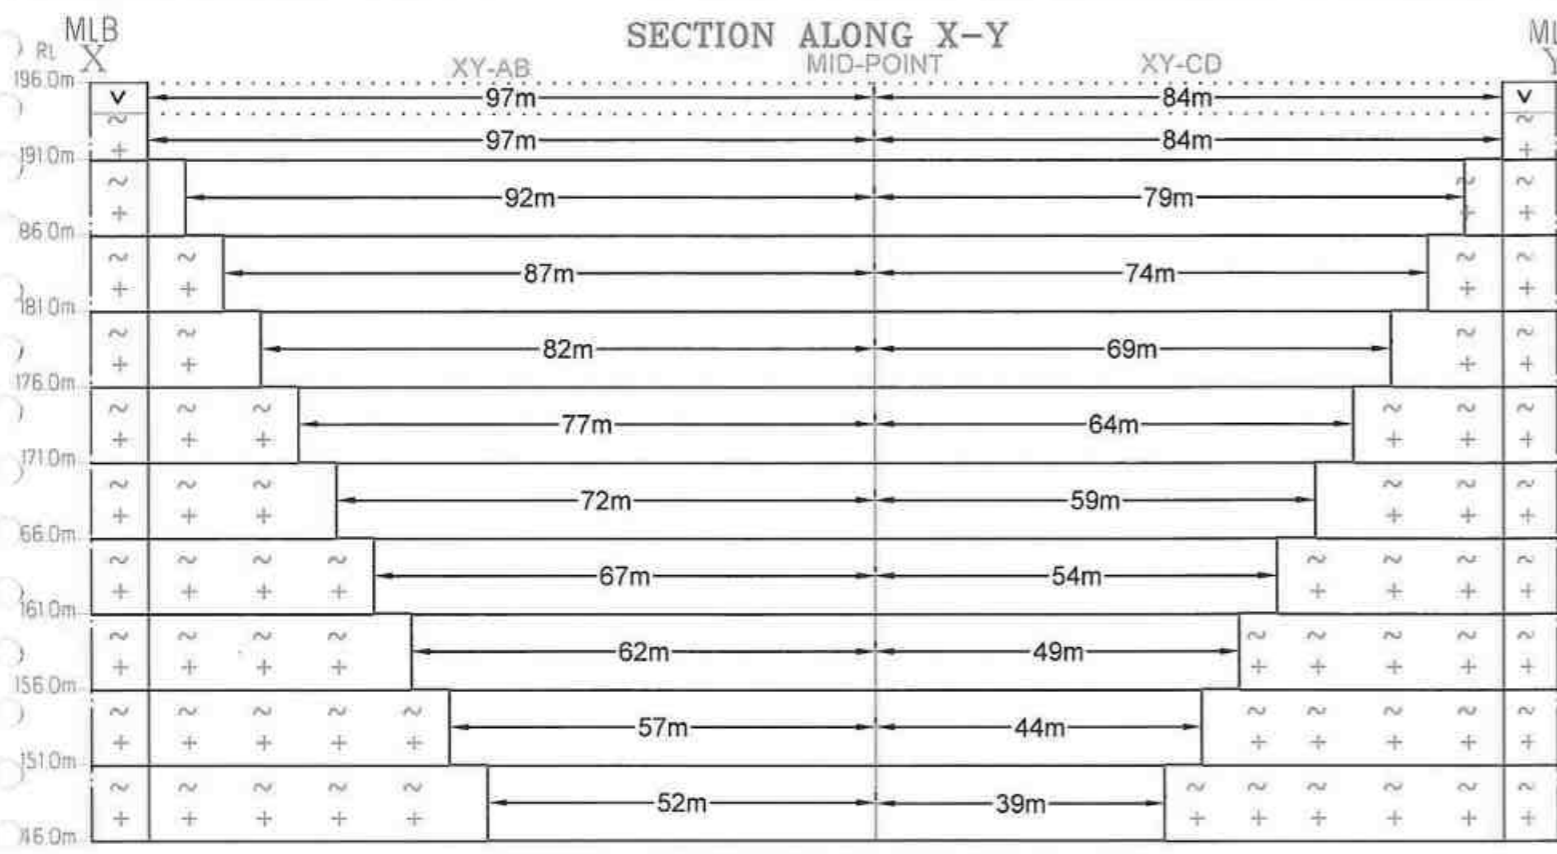 MLB SECTION ALONG X-Y ML
RL X Y
XY-AB MID-POINT XY-CD
196.0m
V 97m 84m V
97m 84m
191.0m
92m 79m
86.0m
87m 74m
181.0m
82m 69m
176.0m
77m 64m
171.0m
72m 59m
66.0m
67m 54m
161.0m
62m 49m
156.0m
57m 44m
151.0m
52m 39m
146.0m